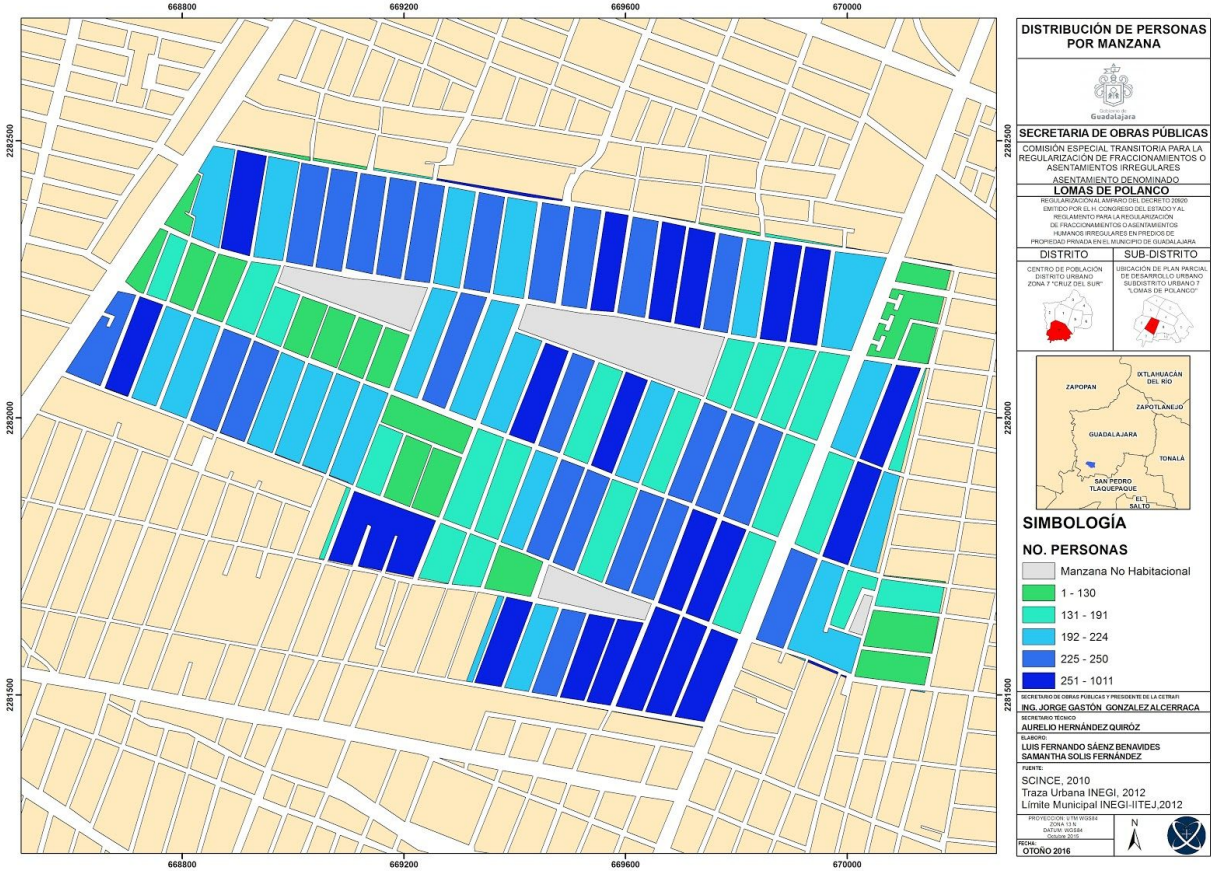 668800
669200
669600
670000
2282500
2282000
2281500
2282500
2282000
2281500
668800
669200
669600
670000
DISTRIBUCIÓN DE PERSONAS
POR MANZANA
Gobierno de
Guadalajara
SECRETARIA DE OBRAS PÚBLICAS
COMISIÓN ESPECIAL TRANSITORIA PARA LA
REGULARIZACIÓN DE FRACCIONAMIENTOS O
ASENTAMIENTOS IRREGULARES
ASENTAMIENTO DENOMINADO
LOMAS DE POLANCO
REGULARIZACIÓN AL AMPARO DEL DECRETO 20920
EMITIDO POR EL H. CONGRESO DEL ESTADO Y AL
REGLAMENTO PARA LA REGULARIZACIÓN
DE FRACCIONAMIENTOS O ASENTAMIENTOS
HUMANOS IRREGULARES EN PREDIOS DE
PROPIEDAD PRIVADA EN EL MUNICIPIO DE GUADALAJARA
DISTRITO
CENTRO DE POBLACIÓN
DISTRITO URBANO
ZONA 7 "CRUZ DEL SUR"
SUB-DISTRITO
UBICACIÓN DE PLAN PARCIAL
DE DESARROLLO URBANO
SUBDISTRITO URBANO 7
"LOMAS DE POLANCO"
ZAPOPAN
IXTLAHUACÁN
DEL RÍO
ZAPOTLANEJO
GUADALAJARA
TONALÁ
SAN PEDRO
TLAQUEPAQUE
EL
SALTO
SIMBOLOGÍA
NO. PERSONAS
Manzana No Habitacional
1 - 130
131 - 191
192 - 224
225 - 250
251 - 1011
SECRETARIO DE OBRAS PÚBLICAS Y PRESIDENTE DE LA CETRAFI
ING. JORGE GASTÓN GONZALEZ ALCERRACA
SECRETARIO TÉCNICO
AURELIO HERNÁNDEZ QUIRÓZ
ELABORO:
LUIS FERNANDO SÁENZ BENAVIDES
SAMANTHA SOLIS FERNÁNDEZ
FUENTE:
SCINCE, 2010
Traza Urbana INEGI, 2012
Límite Municipal INEGI-IITEJ,2012
PROYECCION: UTM WGS84
ZONA 13 N
DATUM: WGS84
FECHA:
OTOÑO 2016
N